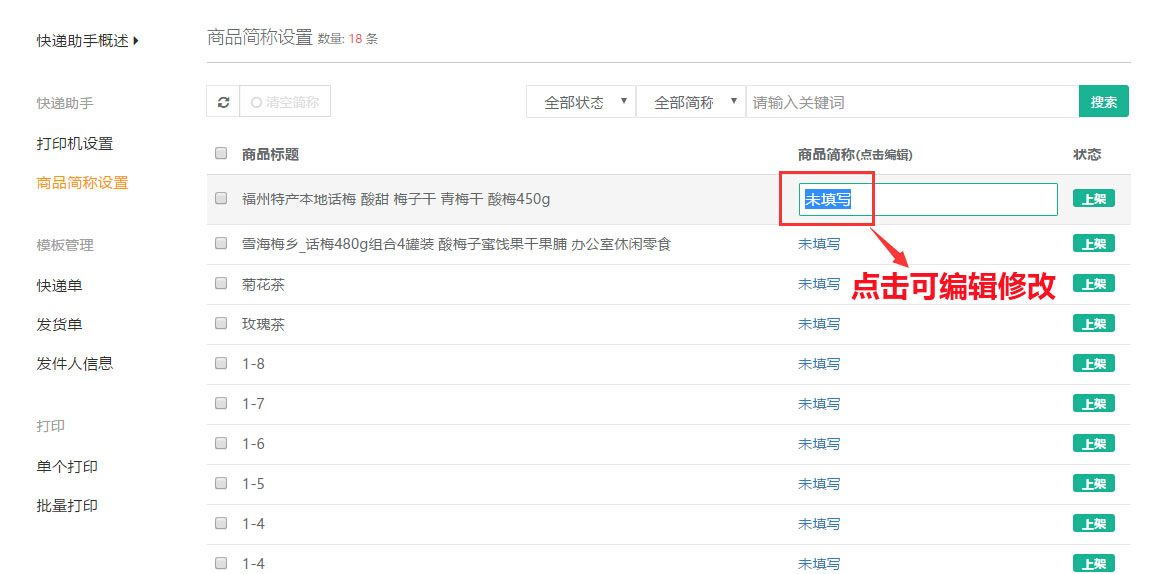 快递助手概述
快递助手
打印机设置
商品简称设置
模板管理
快递单
发货单
发件人信息
打印
单个打印
批量打印
商品简称设置 数量: 18 条
清空简称 全部状态 全部简称 请输入关键词 搜索
商品标题 商品简称(点击编辑) 状态
福州特产本地话梅 酸甜 梅子干 青梅干 酸梅450g 未填写 上架
雪海梅乡_话梅480g组合4罐装 酸梅子蜜饯果干果脯 办公室休闲零食 未填写 上架
菊花茶 未填写 上架
点击可编辑修改
玫瑰茶 未填写 上架
1-8 未填写 上架
1-7 未填写 上架
1-6 未填写 上架
1-5 未填写 上架
1-4 未填写 上架
1-4 未填写 上架